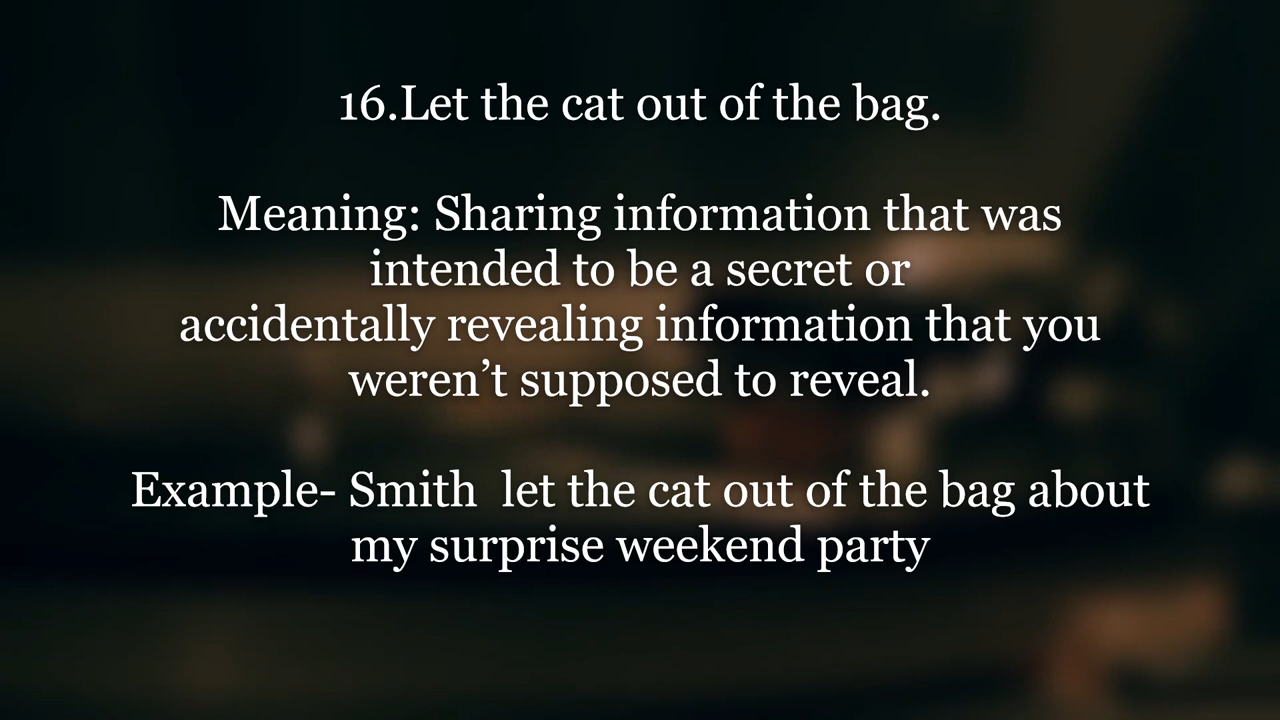 16.Let the cat out of the bag.
Meaning: Sharing information that was
intended to be a secret or
accidentally revealing information that you
weren’t supposed to reveal.
Example- Smith  let the cat out of the bag about
my surprise weekend party